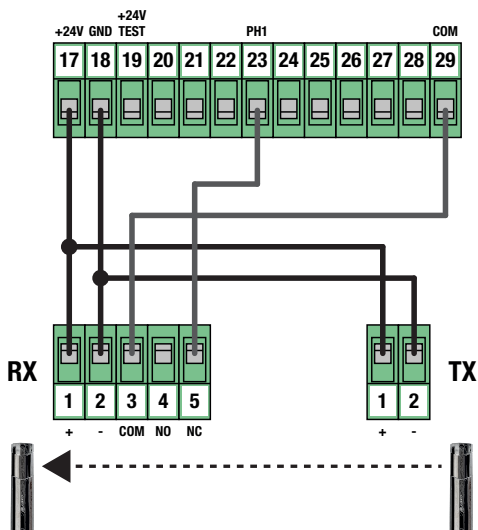 +24V
+24V GND TEST PH1 COM
17 18 19 20 21 22 23 24 25 26 27 28 29
RX TX
1 2 3 4 5 1 2
+ - COM NO NC + -